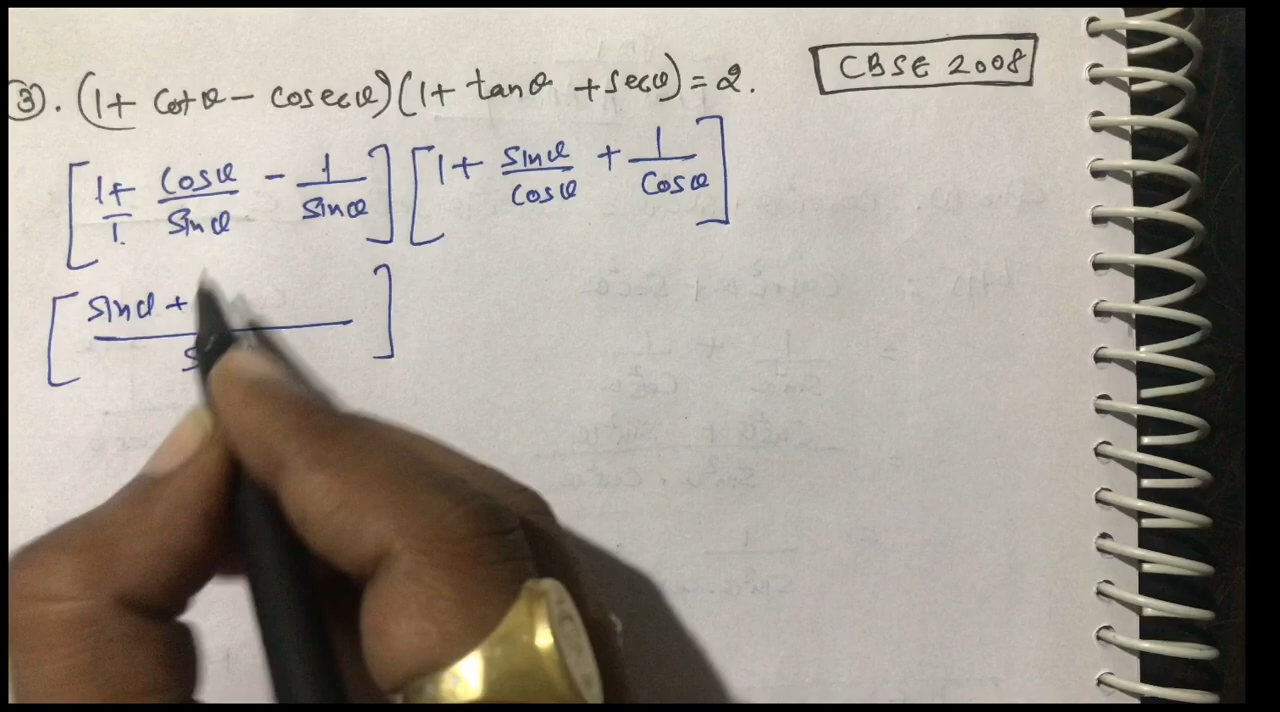 ③. (1+ cotθ - cosecθ)(1+ tanθ + secθ) = 2. CBSE 2008
[1/1 + cosθ/sinθ - 1/sinθ] [1 + sinθ/cosθ + 1/cosθ]
[sinθ +